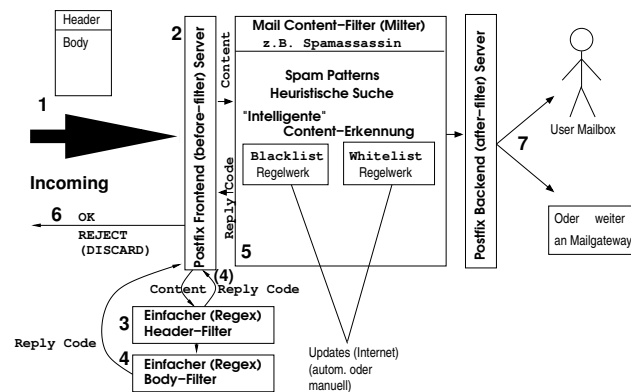 Header
Body
1
Incoming
6
OK
REJECT
(DISCARD)
2
Postfix Frontend (before-filter) Server
Content
Reply Code
Mail Content-Filter (Milter)
z.B. Spamassassin
Spam Patterns
Heuristische Suche
"Intelligente"
Content-Erkennung
Blacklist
Regelwerk
Whitelist
Regelwerk
5
Postfix Backend (after-filter) Server
7
User Mailbox
Oder weiter
an Mailgateway
(4)
Content
Reply Code
3
Einfacher (Regex)
Header-Filter
Reply Code
4
Einfacher (Regex)
Body-Filter
Updates (Internet)
(autom. oder
manuell)